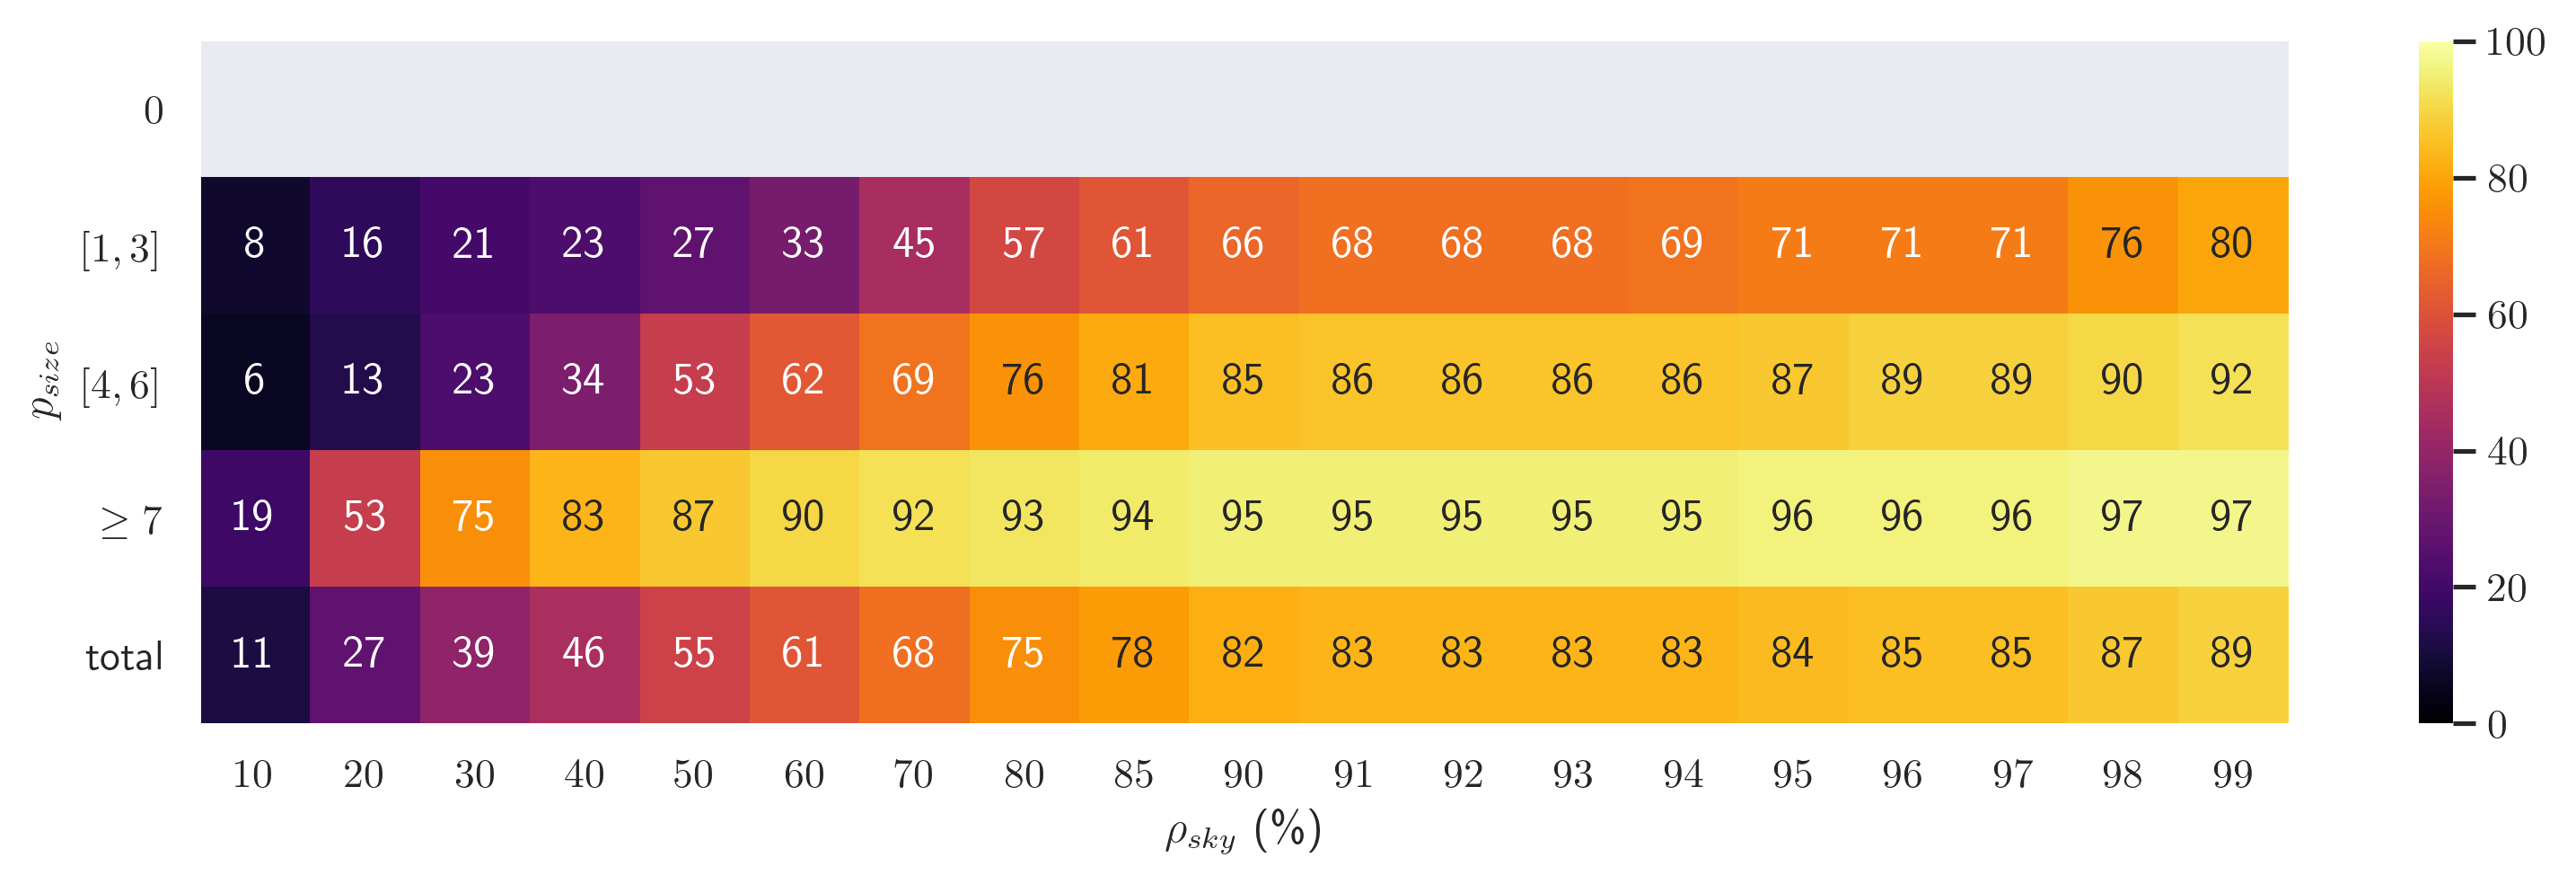 0
[1, 3] 8 16 21 23 27 33 45 57 61 66 68 68 68 69 71 71 71 76 80
[4, 6] 6 13 23 34 53 62 69 76 81 85 86 86 86 86 87 89 89 90 92
≥ 7 19 53 75 83 87 90 92 93 94 95 95 95 95 95 96 96 96 97 97
total 11 27 39 46 55 61 68 75 78 82 83 83 83 83 84 85 85 87 89
10 20 30 40 50 60 70 80 85 90 91 92 93 94 95 96 97 98 99
ρsky (%)
psize
100
80
60
40
20
0